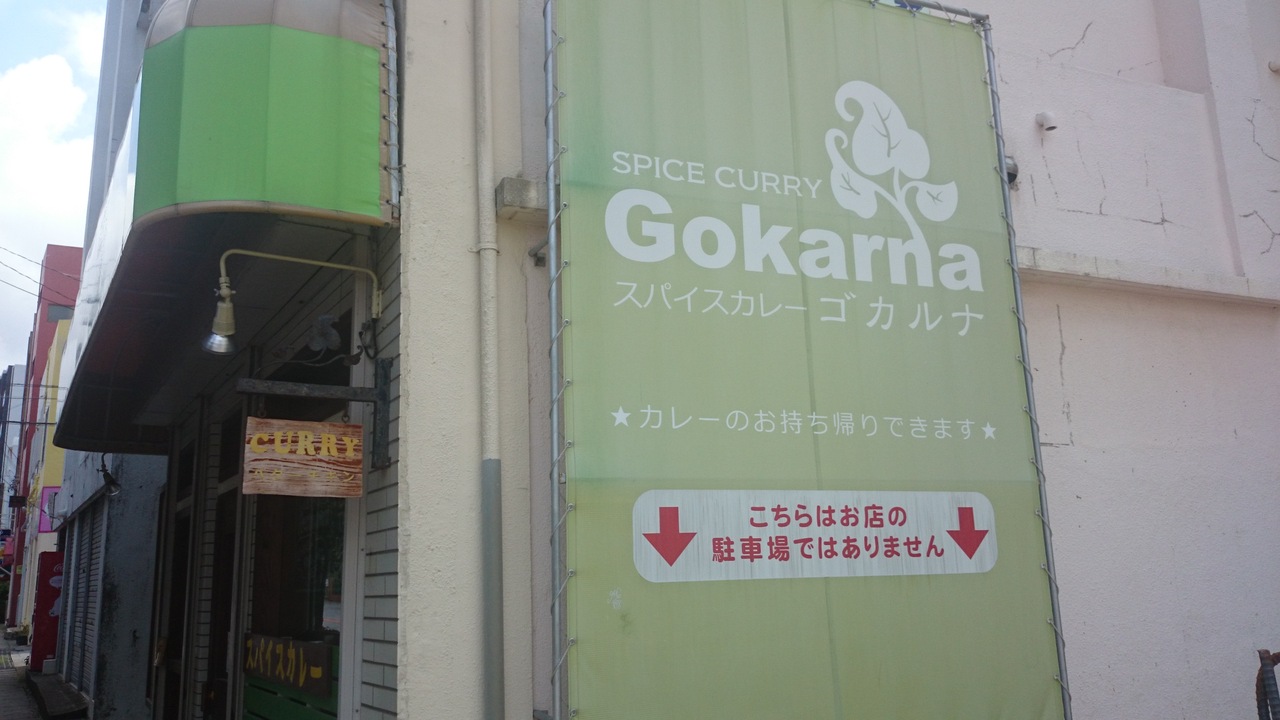 SPICE CURRY
Gokarna
スパイスカレー ゴカルナ
★カレーのお持ち帰りできます★
こちらはお店の
駐車場ではありません
CURRY
スパイスカレー